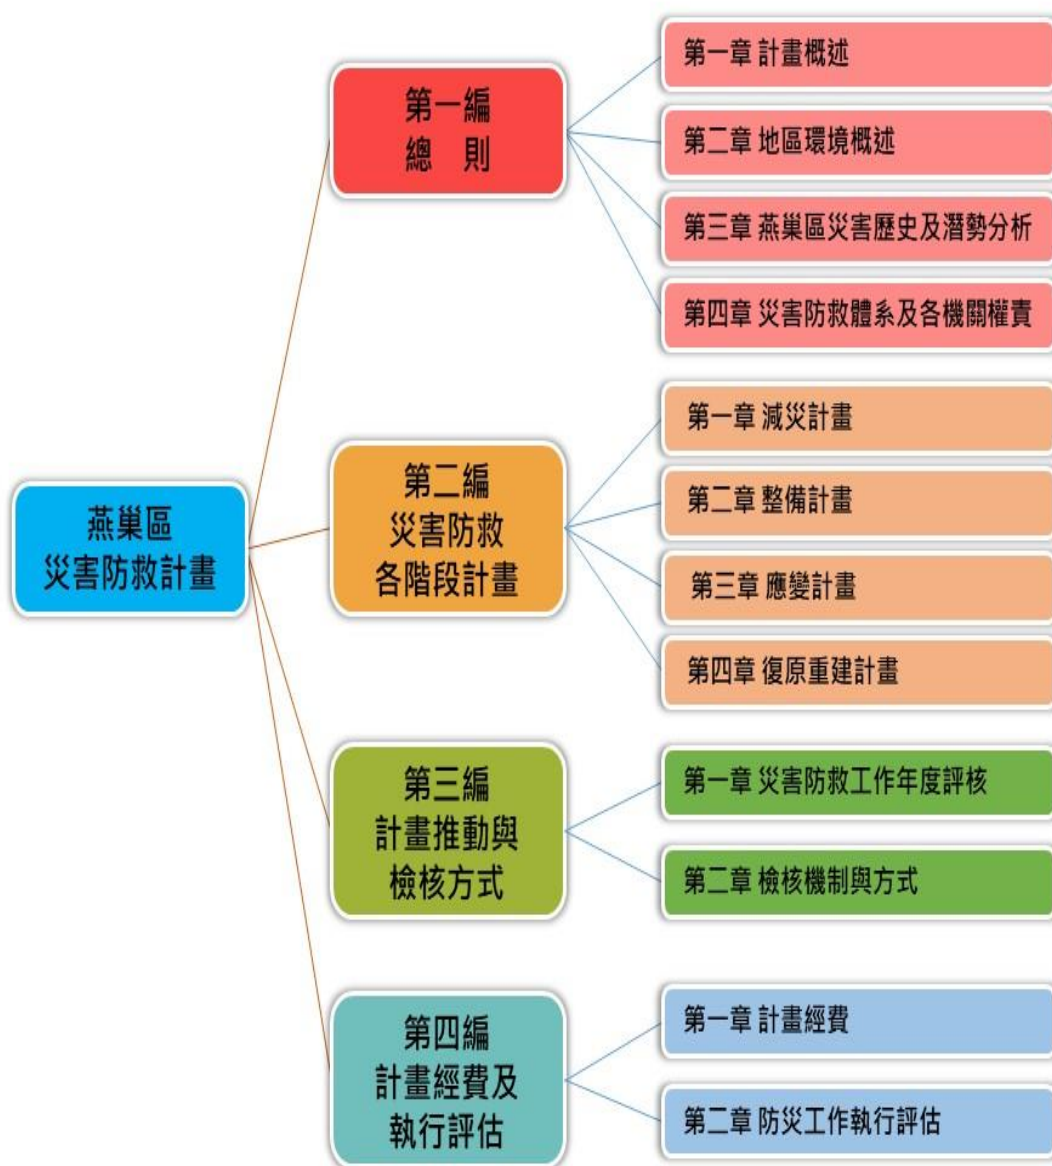 燕巢區
災害防救計畫
第一編
總　則
第一章 計畫概述
第二章 地區環境概述
第三章 燕巢區災害歷史及潛勢分析
第四章 災害防救體系及各機關權責
第二編
災害防救
各階段計畫
第一章 減災計畫
第二章 整備計畫
第三章 應變計畫
第四章 復原重建計畫
第三編
計畫推動與
檢核方式
第一章 災害防救工作年度評核
第二章 檢核機制與方式
第四編
計畫經費及
執行評估
第一章 計畫經費
第二章 防災工作執行評估